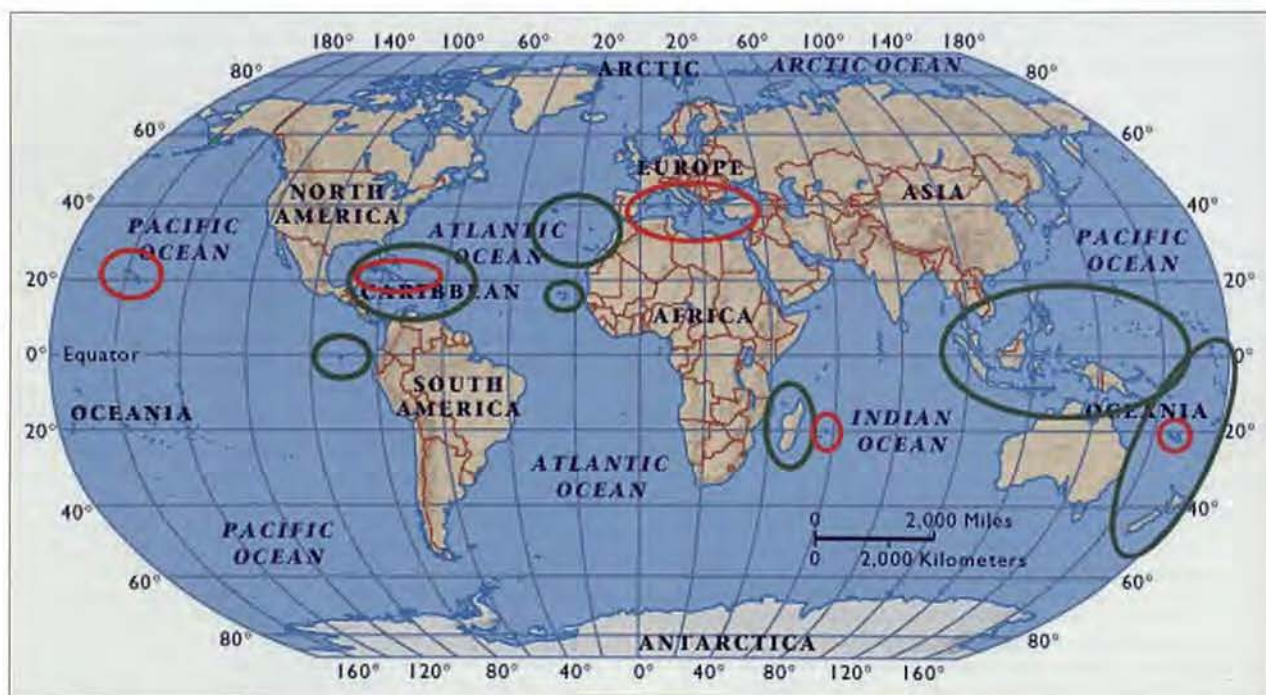 180° 140° 100° 60° 20° 20° 60° 100° 140° 180°
80° ARCTIC ARCTIC OCEAN 80°
60° 60°
EUROPE
NORTH AMERICA
ASIA
40° 40°
PACIFIC OCEAN
ATLANTIC OCEAN
PACIFIC OCEAN
20° 20°
CARIBBEAN
AFRICA
0° Equator 0°
SOUTH AMERICA
OCEANIA
OCEANIA
INDIAN OCEAN
20° 20°
ATLANTIC OCEAN
40° 40°
PACIFIC OCEAN
0 2,000 Miles
0 2,000 Kilometers
60° 60°
80° ANTARCTICA 80°
160° 120° 80° 40° 0° 40° 80° 120° 160°